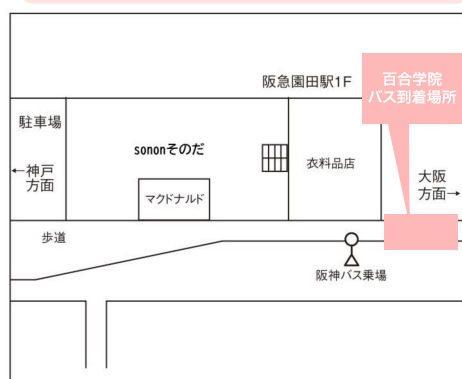 阪急園田駅1F
百合学院
バス到着場所
駐車場
sononそのだ
衣料品店
←神戸
方面
大阪
方面→
マクドナルド
歩道
阪神バス乗場